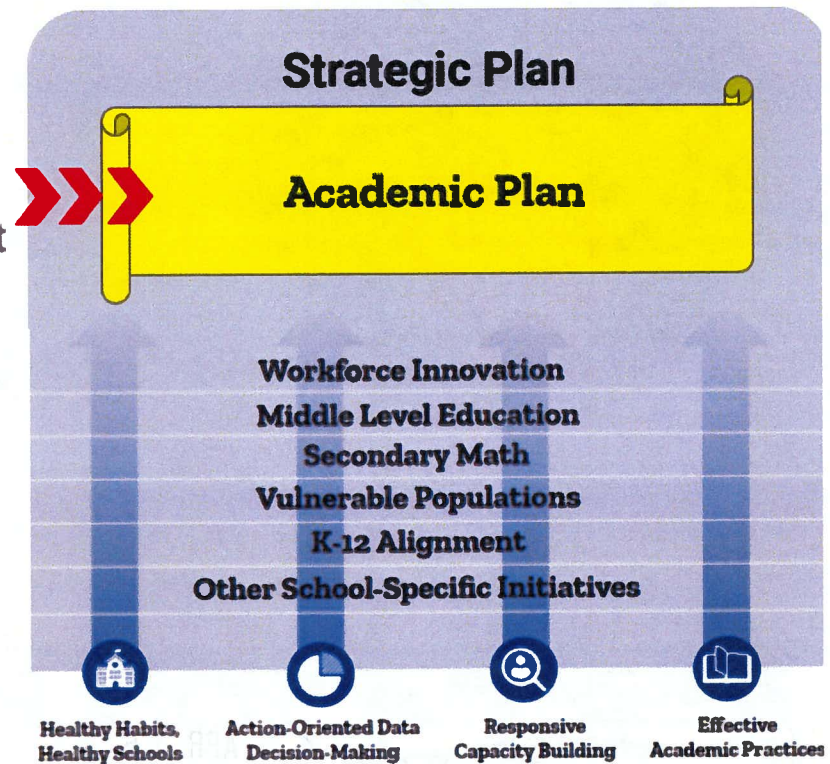 Strategic Plan
Academic Plan
t
Workforce Innovation
Middle Level Education
Secondary Math
Vulnerable Populations
K-12 Alignment
Other School-Specific Initiatives
Healthy Habits,
Healthy Schools
Action-Oriented Data
Decision-Making
Responsive
Capacity Building
Effective
Academic Practices